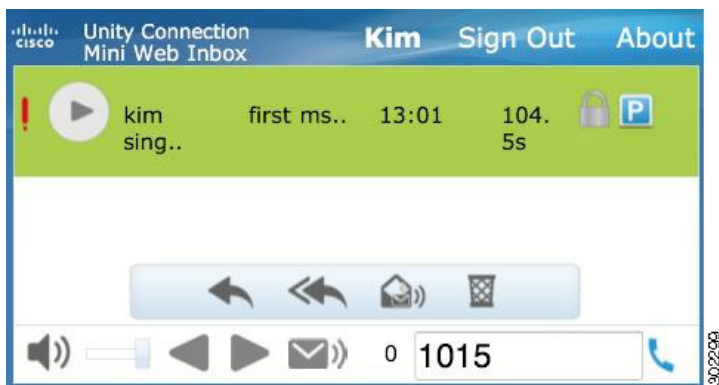 cisco
Unity Connection
Mini Web Inbox
Kim Sign Out About
! kim first ms.. 13:01 104. P
sing.. 5s
0 1015
302299